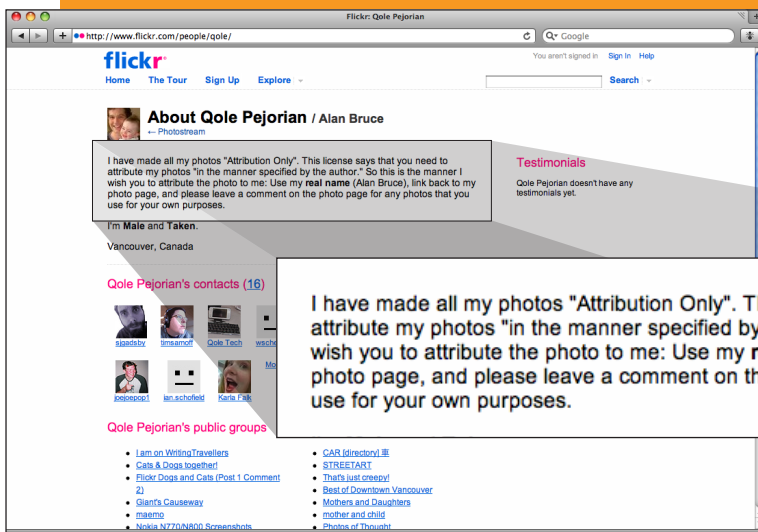 Flickr: Qole Pejorian
http://www.flickr.com/people/qole/
Google
flickr
You aren't signed in Sign In Help
Home The Tour Sign Up Explore
Search
About Qole Pejorian / Alan Bruce
← Photostream
I have made all my photos "Attribution Only". This license says that you need to
attribute my photos "in the manner specified by the author." So this is the manner I
wish you to attribute the photo to me: Use my real name (Alan Bruce), link back to my
photo page, and please leave a comment on the photo page for any photos that you
use for your own purposes.
Testimonials
Qole Pejorian doesn't have any
testimonials yet.
I'm Male and Taken.
Vancouver, Canada
Qole Pejorian's contacts (16)
sjgadsby timsamoff Qole Tech
joejoepop1 ian.schofield Karla Falk
I have made all my photos "Attribution Only".
attribute my photos "in the manner specified by
wish you to attribute the photo to me: Use my
photo page, and please leave a comment on
use for your own purposes.
Qole Pejorian's public groups
I am on WritingTravellers
Cats & Dogs together!
Flickr Dogs and Cats (Post 1 Comment
2)
Giant's Causeway
maemo
Nokia N770/N800 Screenshots
CAR [directory] 車
STREETART
That's just creepy!
Best of Downtown Vancouver
Mothers and Daughters
mother and child
Photos of Thought